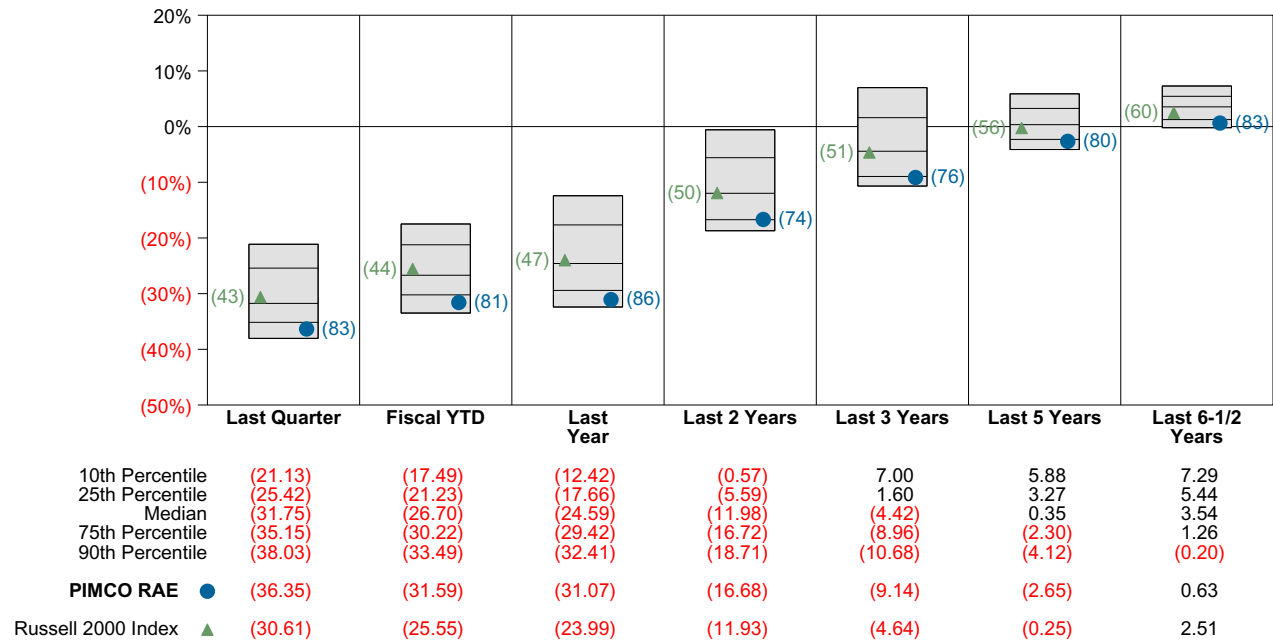 20%
10%
0%
(10%)
(20%)
(30%)
(40%)
(50%)
(43)
(83)
(44)
(81)
(47)
(86)
(50)
(74)
(51)
(76)
(56)
(80)
(60)
(83)
Last Quarter Fiscal YTD Last Year Last 2 Years Last 3 Years Last 5 Years Last 6-1/2 Years
10th Percentile (21.13) (17.49) (12.42) (0.57) 7.00 5.88 7.29
25th Percentile (25.42) (21.23) (17.66) (5.59) 1.60 3.27 5.44
Median (31.75) (26.70) (24.59) (11.98) (4.42) 0.35 3.54
75th Percentile (35.15) (30.22) (29.42) (16.72) (8.96) (2.30) 1.26
90th Percentile (38.03) (33.49) (32.41) (18.71) (10.68) (4.12) (0.20)
PIMCO RAE (36.35) (31.59) (31.07) (16.68) (9.14) (2.65) 0.63
Russell 2000 Index (30.61) (25.55) (23.99) (11.93) (4.64) (0.25) 2.51